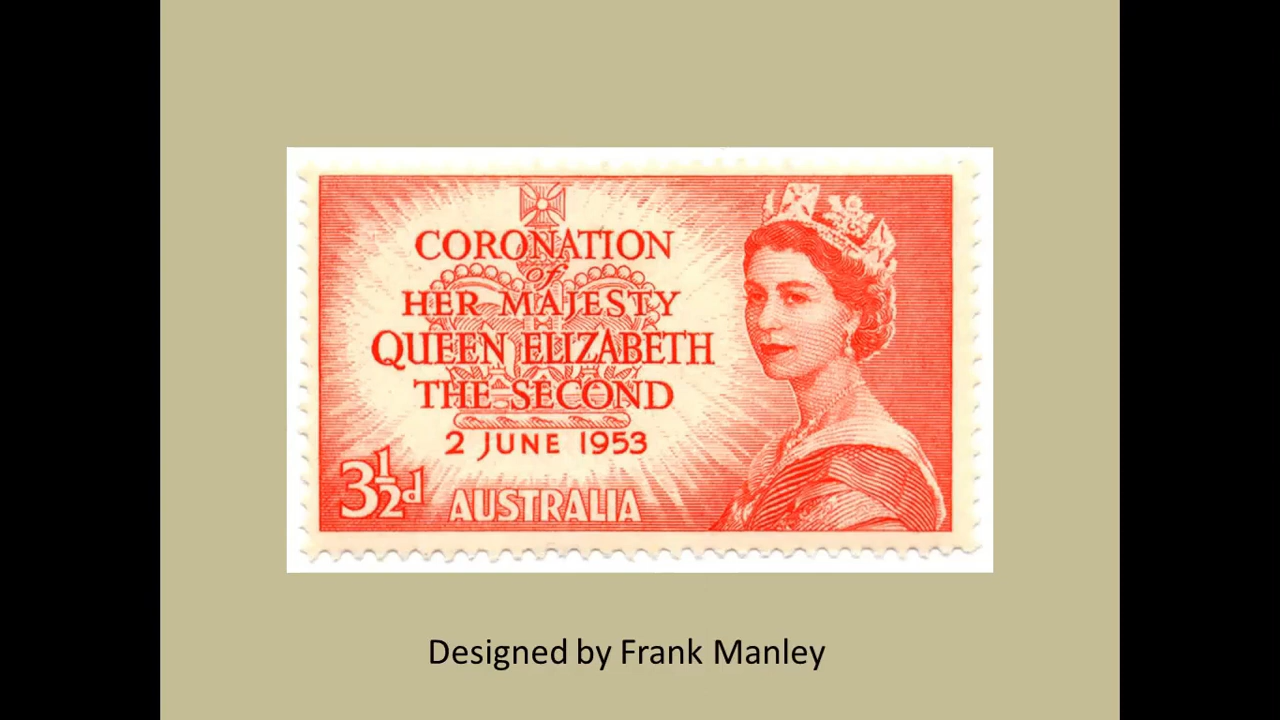 CORONATION
of
HER MAJESTY
QUEEN ELIZABETH
THE SECOND
2 JUNE 1953
3½d
AUSTRALIA
Designed by Frank Manley